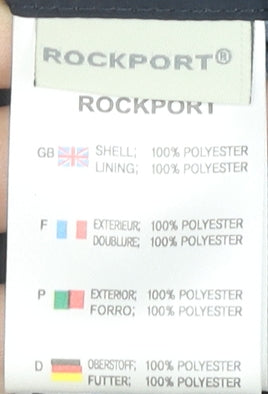 ROCKPORT®
ROCKPORT
GB SHELL; 100% POLYESTER
LINING; 100% POLYESTER
F EXTERIEUR; 100% POLYESTER
DOUBLURE; 100% POLYESTER
P EXTERIOR; 100% POLYESTER
FORRO; 100% POLYESTER
D OBERSTOFF; 100% POLYESTER
FUTTER; 100% POLYESTER